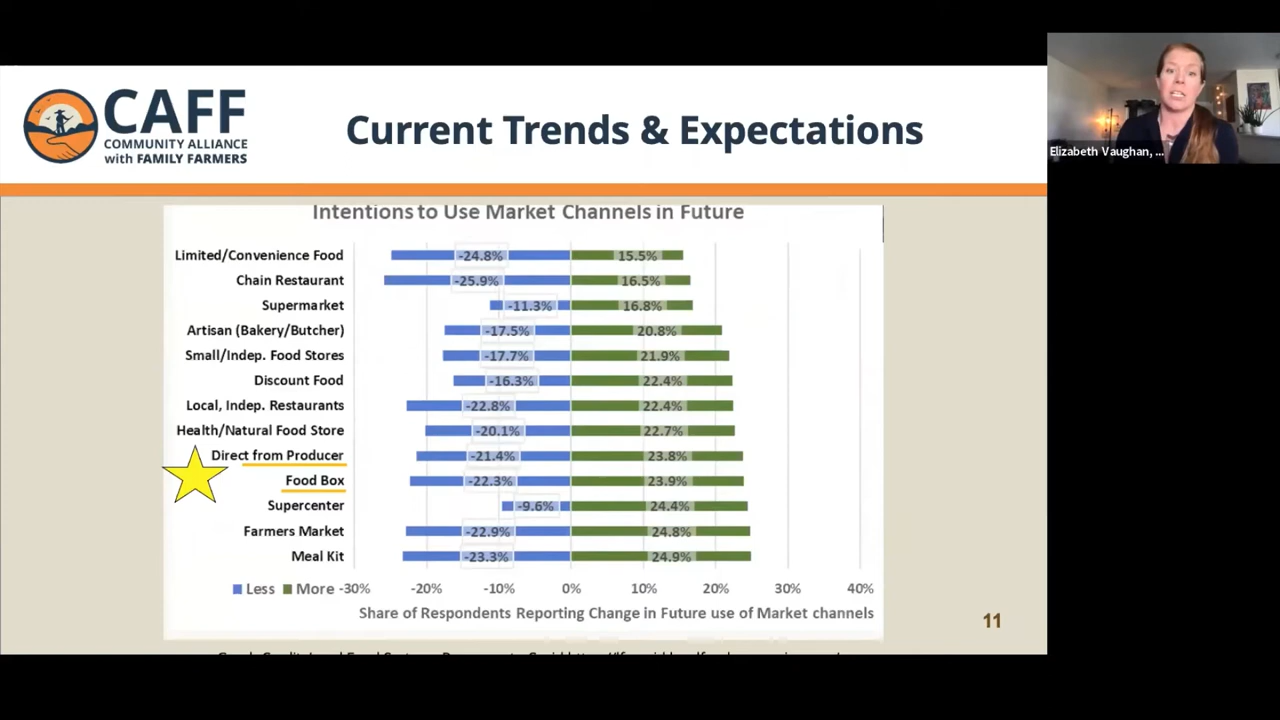 CAFF
COMMUNITY ALLIANCE
with FAMILY FARMERS
Current Trends & Expectations
Elizabeth Vaughan, ...
Intentions to Use Market Channels in Future
Limited/Convenience Food -24.8% 15.5%
Chain Restaurant -25.9% 16.5%
Supermarket -11.3% 16.8%
Artisan (Bakery/Butcher) -17.5% 20.8%
Small/Indep. Food Stores -17.7% 21.9%
Discount Food -16.3% 22.4%
Local, Indep. Restaurants -22.8% 22.4%
Health/Natural Food Store -20.1% 22.7%
Direct from Producer -21.4% 23.8%
Food Box -22.3% 23.9%
Supercenter -9.6% 24.4%
Farmers Market -22.9% 24.8%
Meal Kit -23.3% 24.9%
Less More -30% -20% -10% 0% 10% 20% 30% 40%
Share of Respondents Reporting Change in Future use of Market channels
11